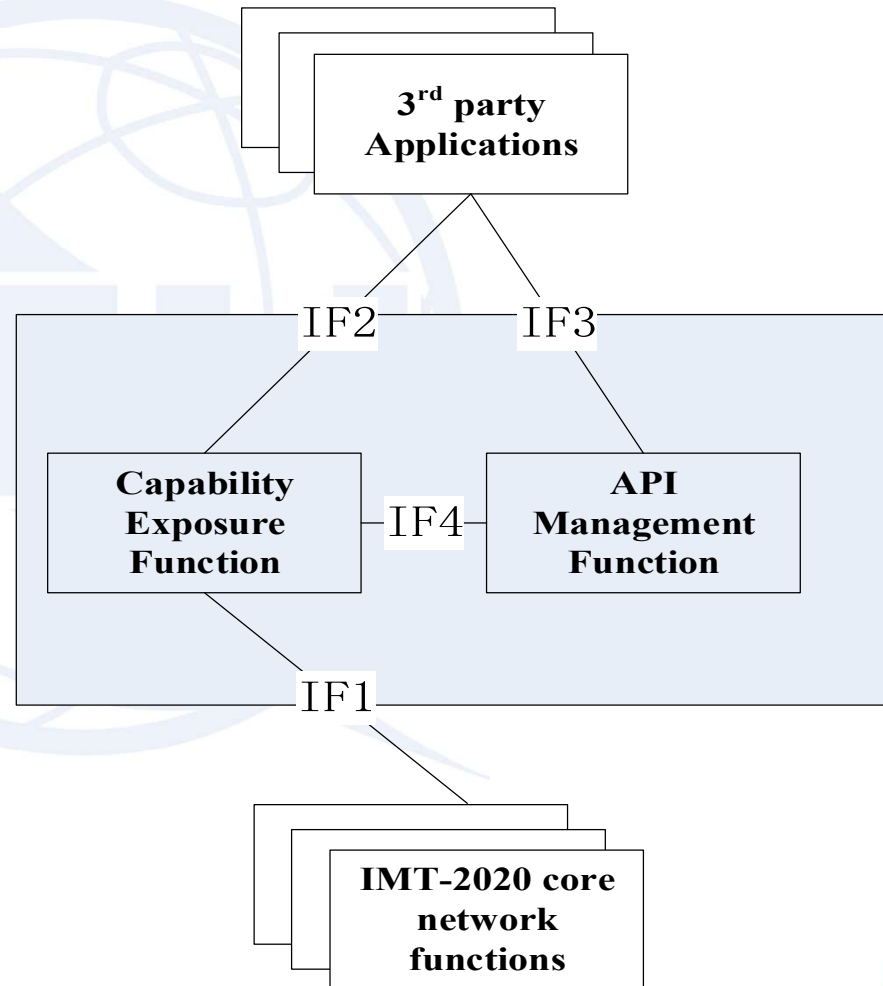 3rd party
Applications
IF2
IF3
Capability
Exposure
Function
IF4
API
Management
Function
IF1
IMT-2020 core
network
functions